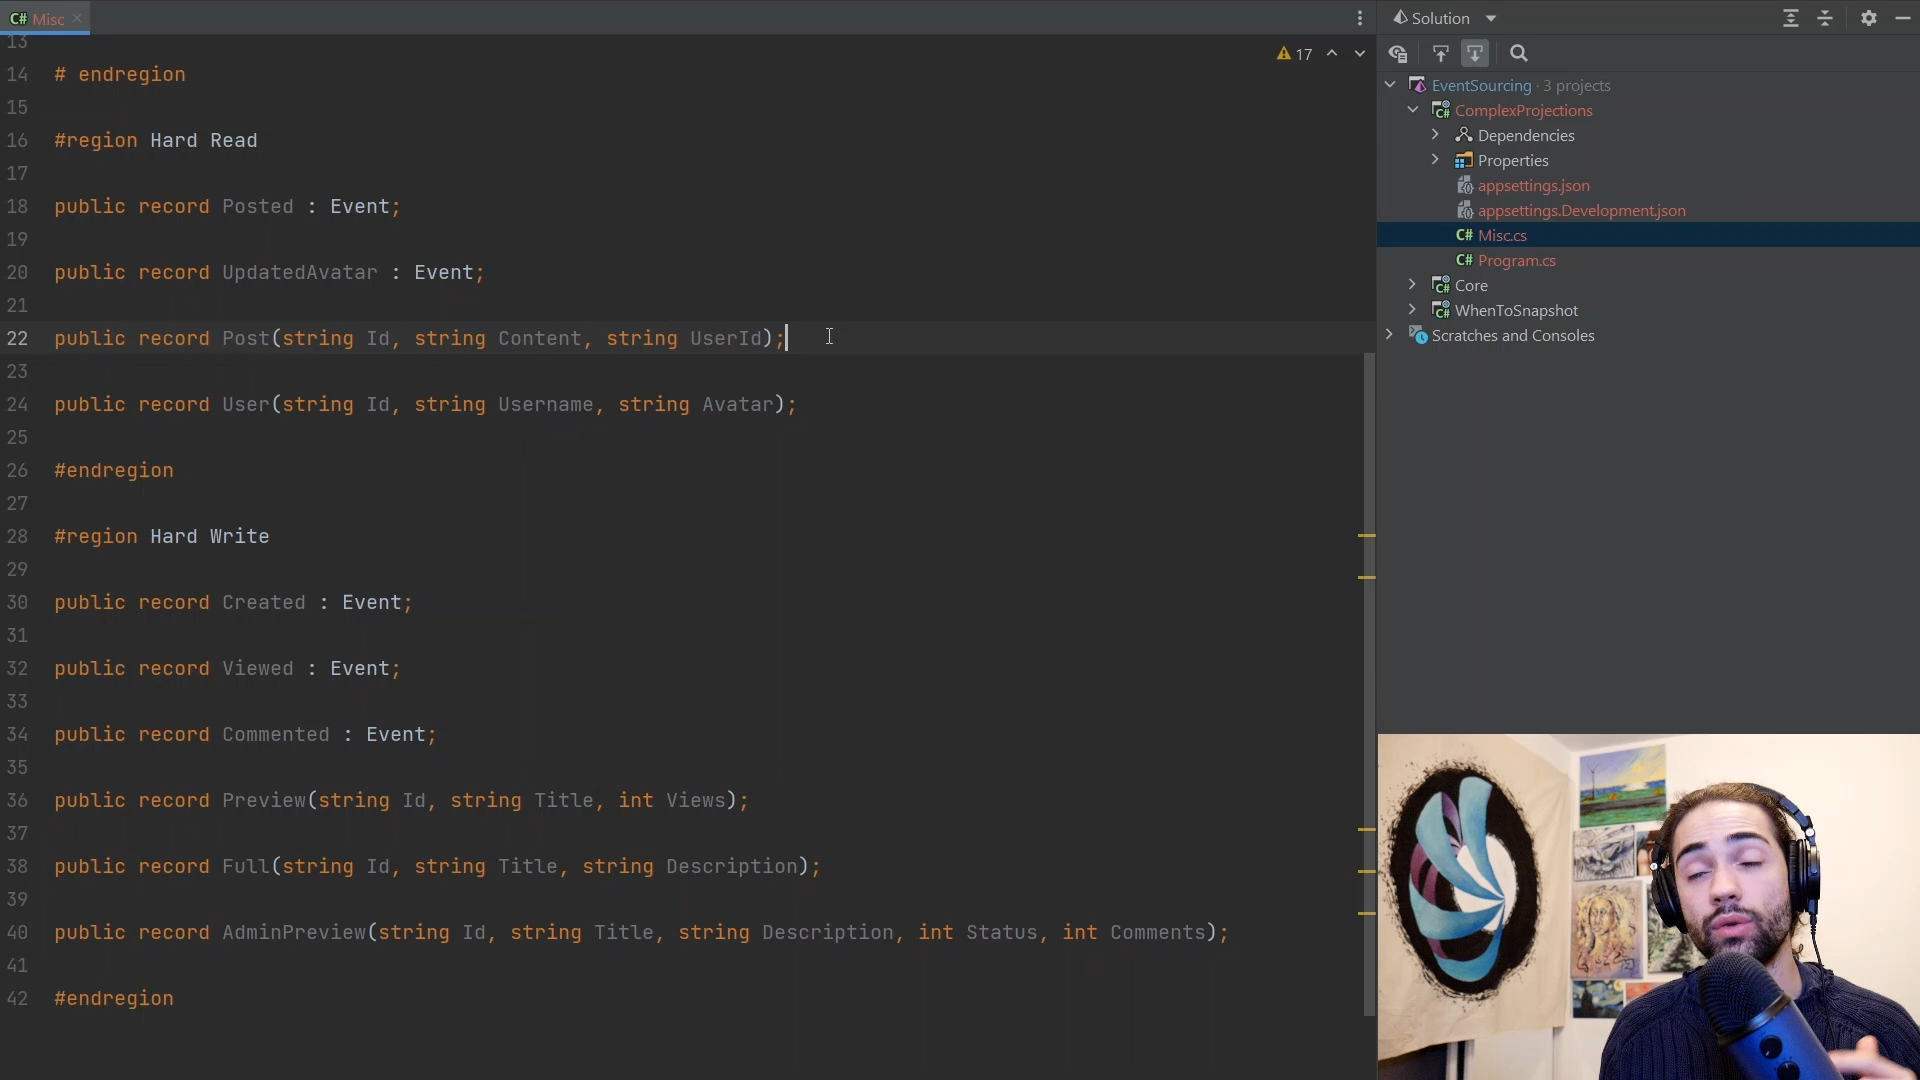 C# Misc
13
14 # endregion
15
16 #region Hard Read
17
18 public record Posted : Event;
19
20 public record UpdatedAvatar : Event;
21
22 public record Post(string Id, string Content, string UserId);
23
24 public record User(string Id, string Username, string Avatar);
25
26 #endregion
27
28 #region Hard Write
29
30 public record Created : Event;
31
32 public record Viewed : Event;
33
34 public record Commented : Event;
35
36 public record Preview(string Id, string Title, int Views);
37
38 public record Full(string Id, string Title, string Description);
39
40 public record AdminPreview(string Id, string Title, string Description, int Status, int Comments);
41
42 #endregion
17
Solution
EventSourcing · 3 projects
C# ComplexProjections
Dependencies
Properties
appsettings.json
appsettings.Development.json
C# Misc.cs
C# Program.cs
C# Core
C# WhenToSnapshot
Scratches and Consoles